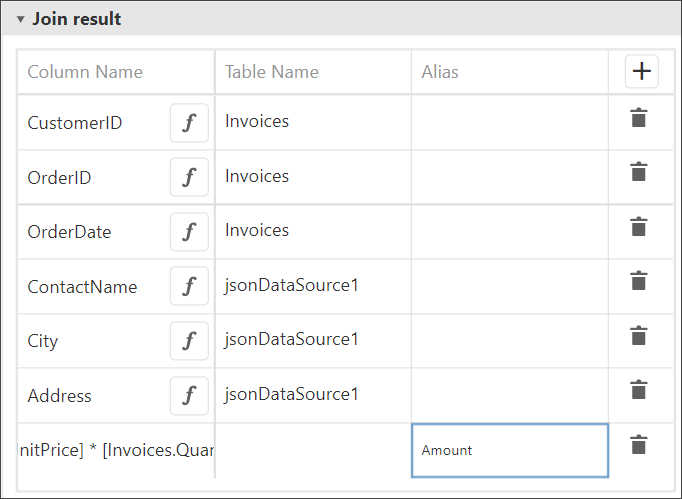 Join result
Column Name Table Name Alias
CustomerID f Invoices
OrderID f Invoices
OrderDate f Invoices
ContactName f jsonDataSource1
City f jsonDataSource1
Address f jsonDataSource1
nitPrice] * [Invoices.Quan Amount